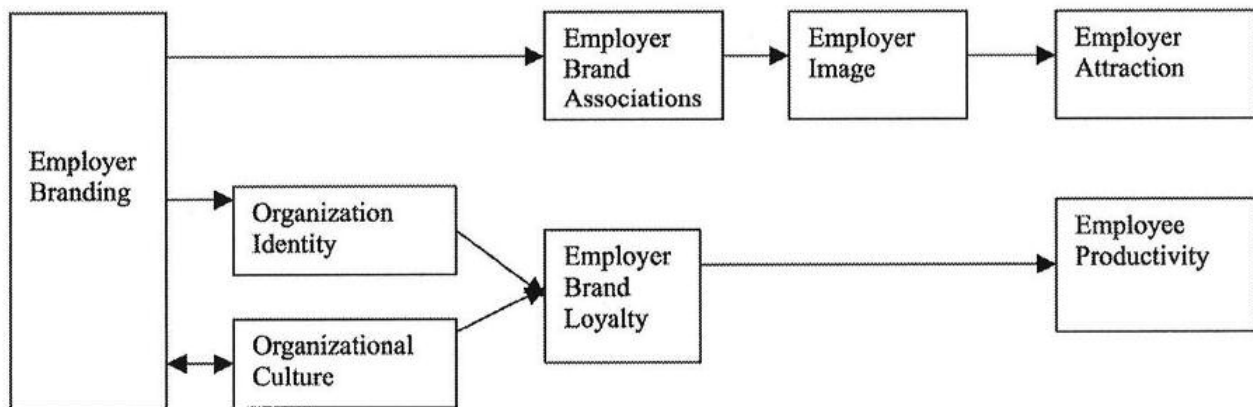 Employer
Branding
Employer
Brand
Associations
Employer
Image
Employer
Attraction
Organization
Identity
Organizational
Culture
Employer
Brand
Loyalty
Employee
Productivity